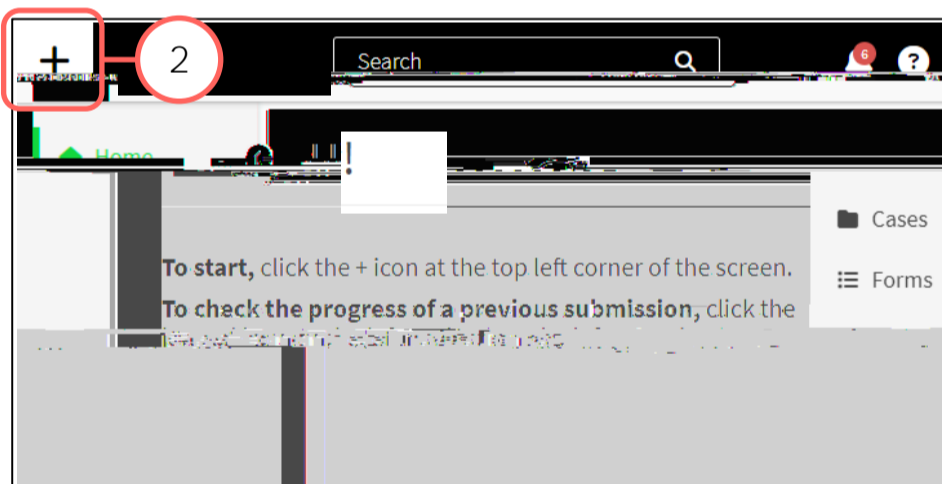 + 2 Search 6 ?
Home
!
Cases
To start, click the + icon at the top left corner of the screen.
Forms
To check the progress of a previous submission, click the